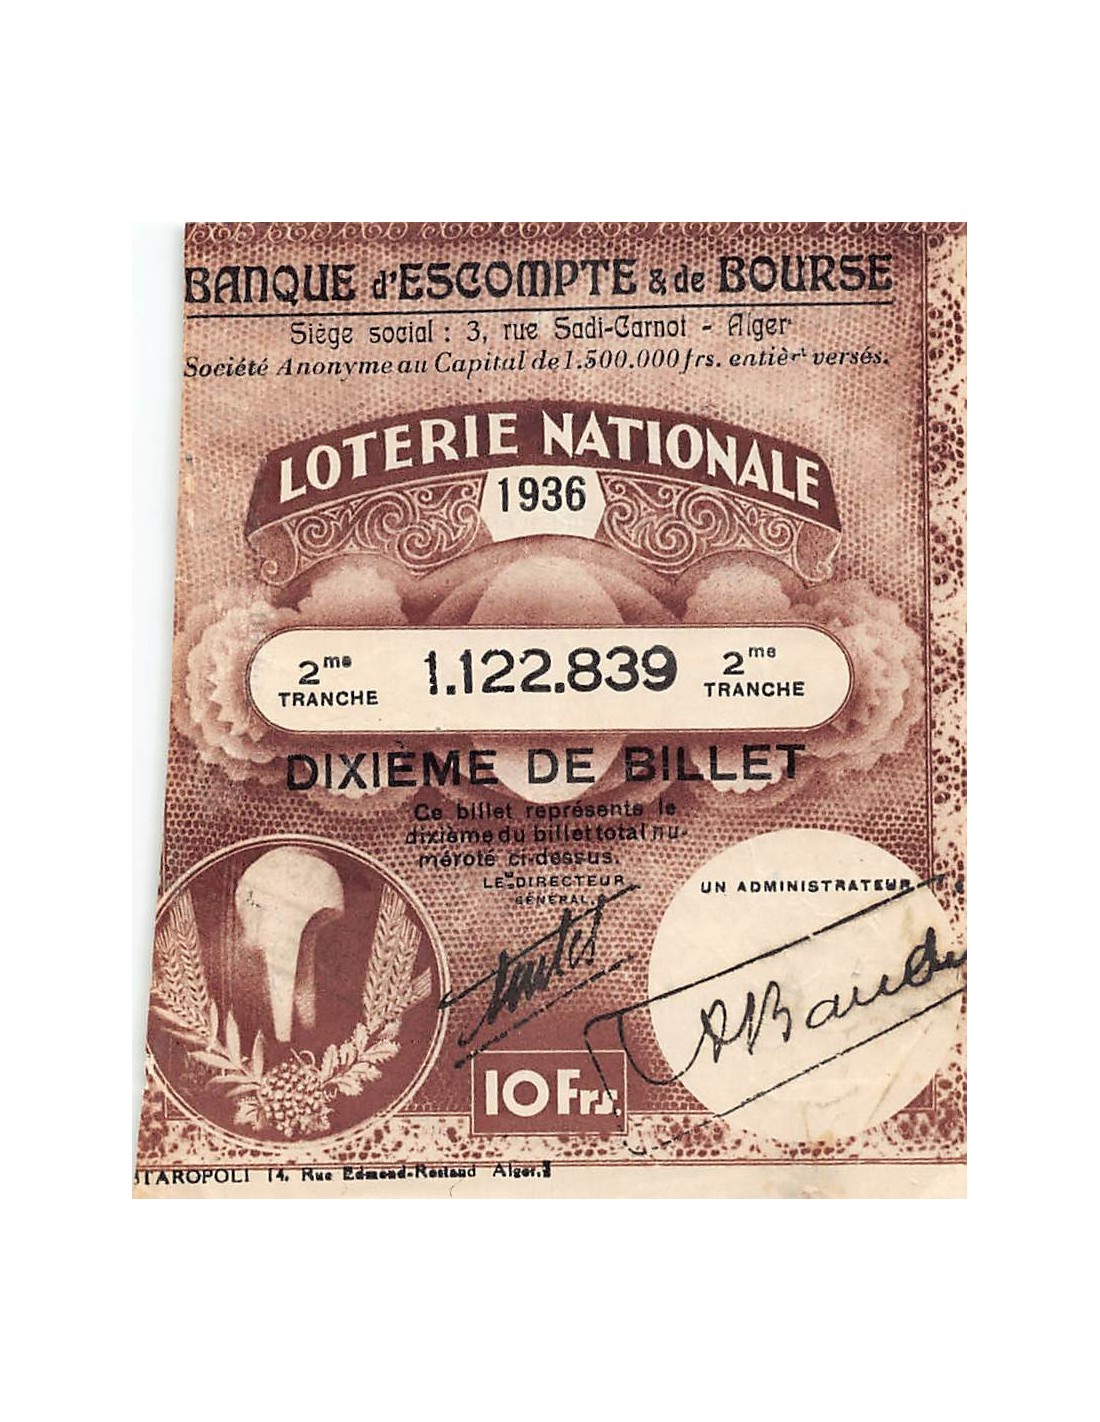 BANQUE d'ESCOMPTE & de BOURSE
Siège social : 3, rue Sadi-Carnot - Alger
Société Anonyme au Capital de 1.500.000 frs. entièrt versés.
LOTERIE NATIONALE
1936
2me TRANCHE
1.122.839
2me TRANCHE
DIXIÈME DE BILLET
Ce billet représente le
dixième du billet total nu-
méroté ci-dessus.
LE DIRECTEUR
GÉNÉRAL
UN ADMINISTRATEUR
10 Frs.
STAROPOLI 14, Rue Edmond-Rostand Alger.